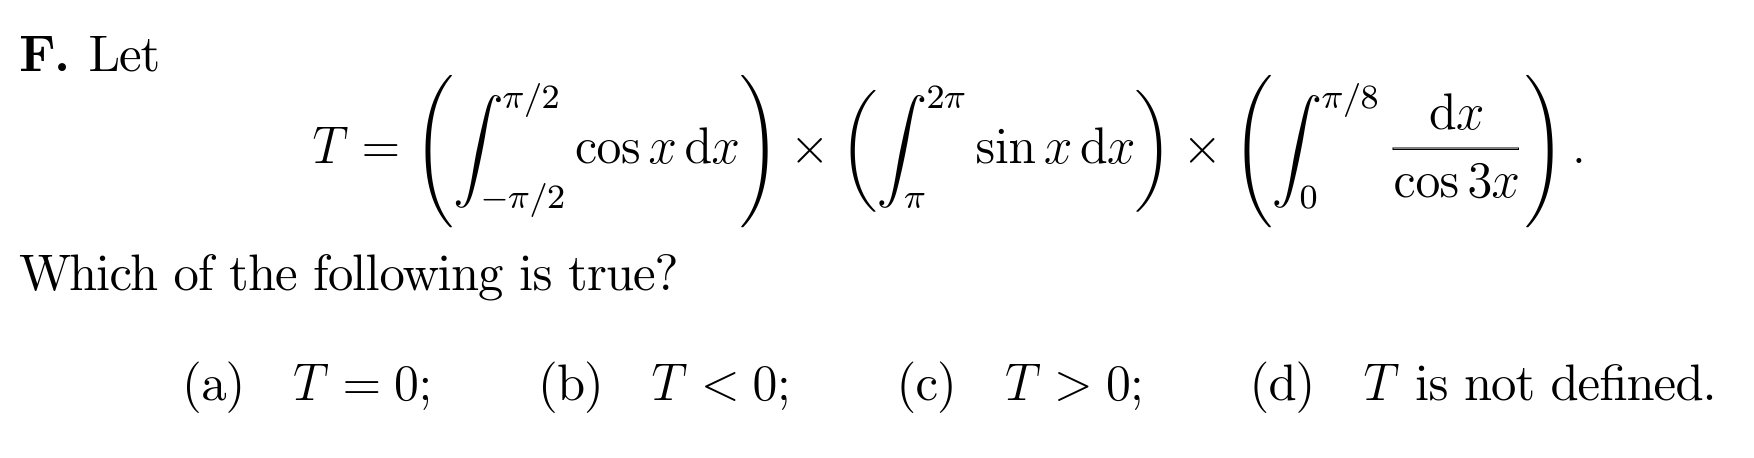 F. Let
T = (∫_{−π/2}^{π/2} cos x dx) × (∫_{π}^{2π} sin x dx) × (∫_{0}^{π/8} dx/cos 3x).
Which of the following is true?
(a) T = 0; (b) T < 0; (c) T > 0; (d) T is not defined.